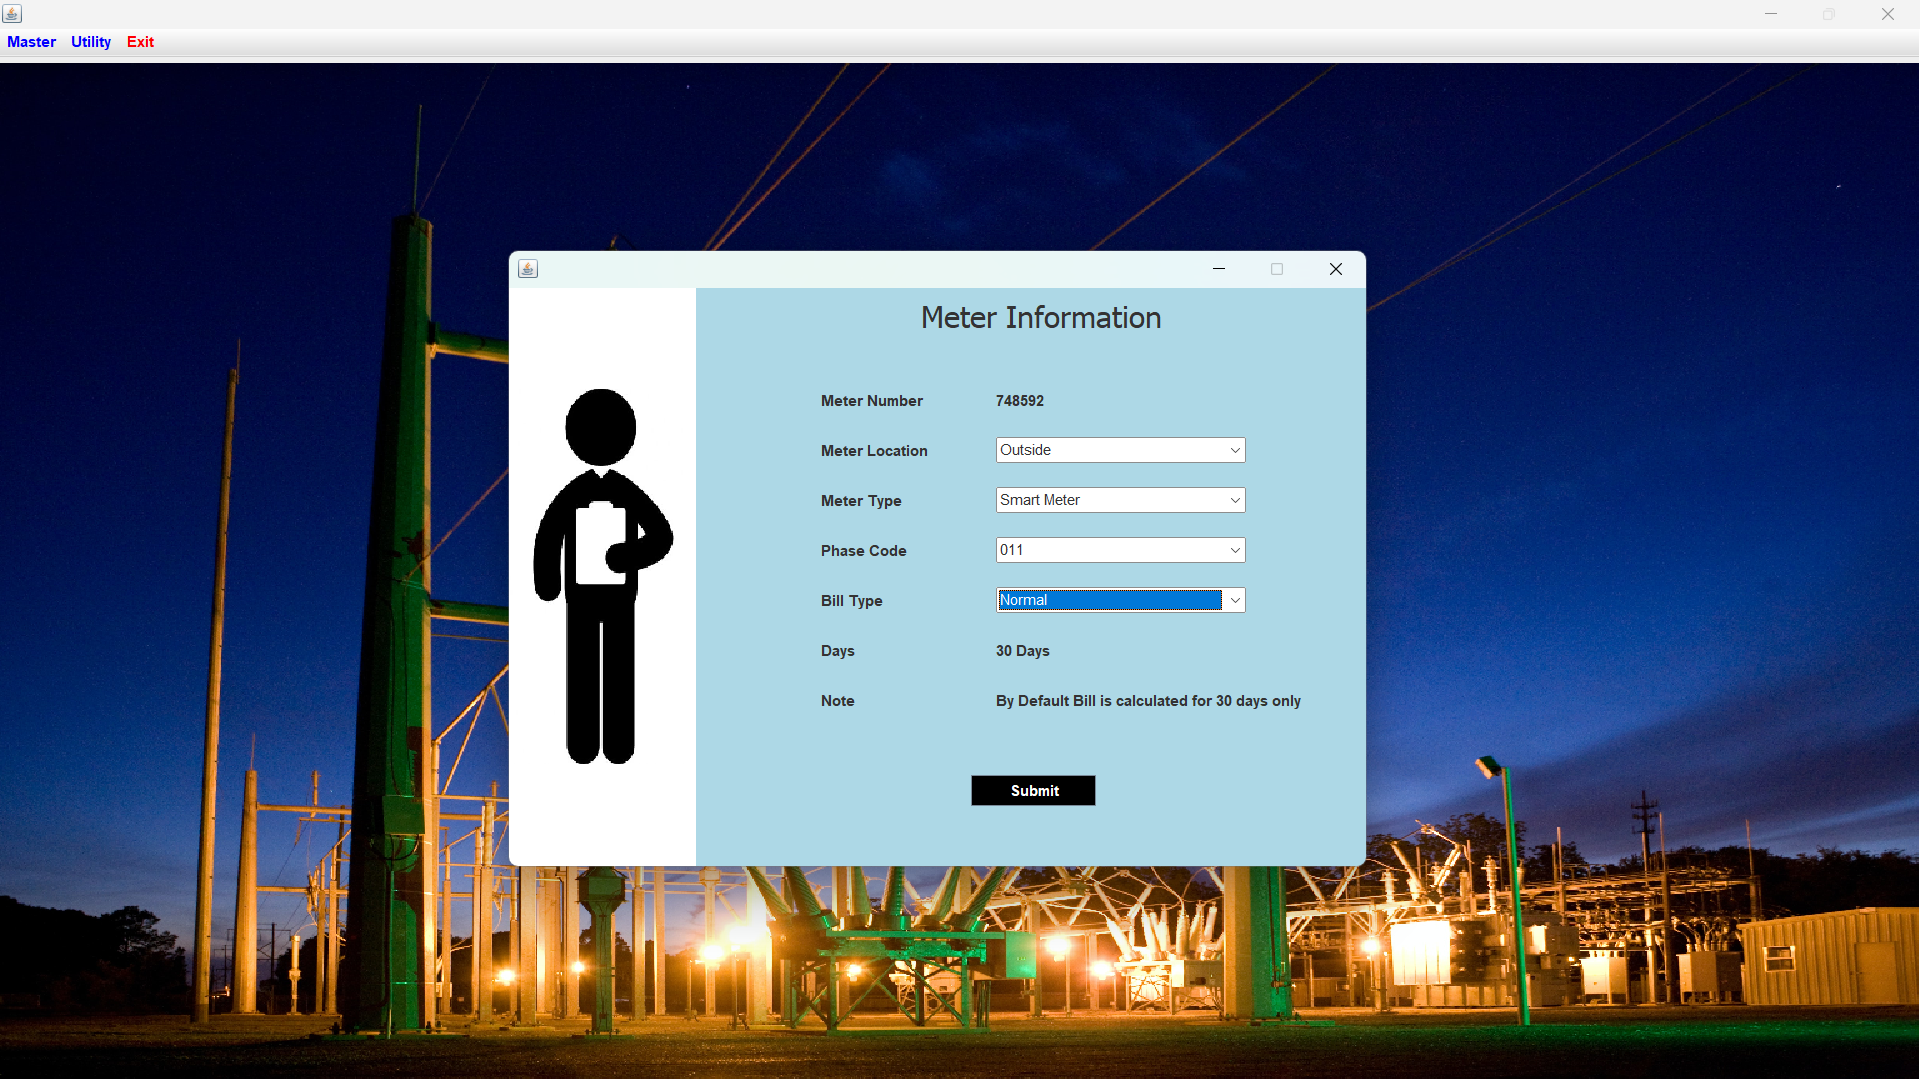 Master Utility Exit
Meter Information
Meter Number 748592
Meter Location Outside
Meter Type Smart Meter
Phase Code 011
Bill Type Normal
Days 30 Days
Note By Default Bill is calculated for 30 days only
Submit